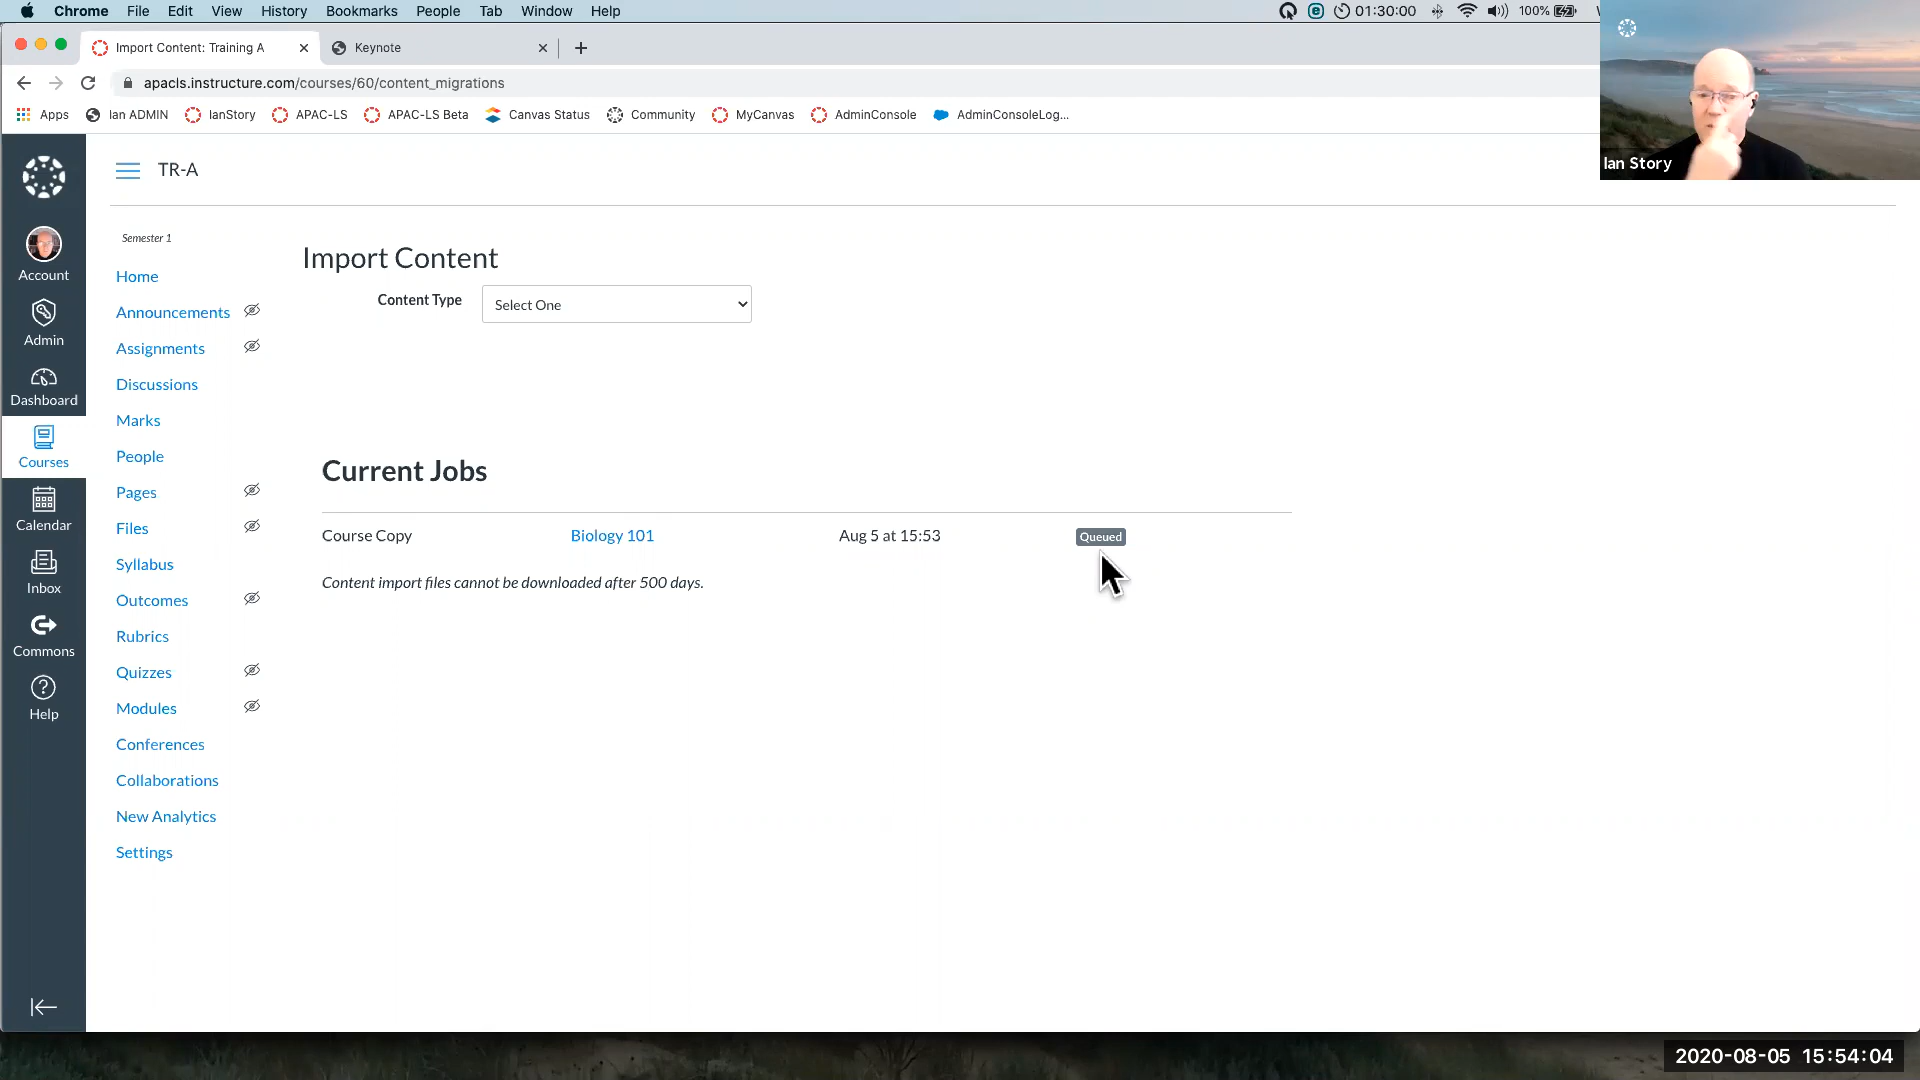 Chrome File Edit View History Bookmarks People Tab Window Help
01:30:00 100%
Import Content: Training A
Keynote
apacls.instructure.com/courses/60/content_migrations
Apps Ian ADMIN IanStory APAC-LS APAC-LS Beta Canvas Status Community MyCanvas AdminConsole AdminConsoleLog...
Ian Story
TR-A
Account
Admin
Dashboard
Courses
Calendar
Inbox
Commons
Help
Semester 1
Home
Announcements
Assignments
Discussions
Marks
People
Pages
Files
Syllabus
Outcomes
Rubrics
Quizzes
Modules
Conferences
Collaborations
New Analytics
Settings
Import Content
Content Type Select One
Current Jobs
Course Copy Biology 101 Aug 5 at 15:53 Queued
Content import files cannot be downloaded after 500 days.
2020-08-05 15:54:04